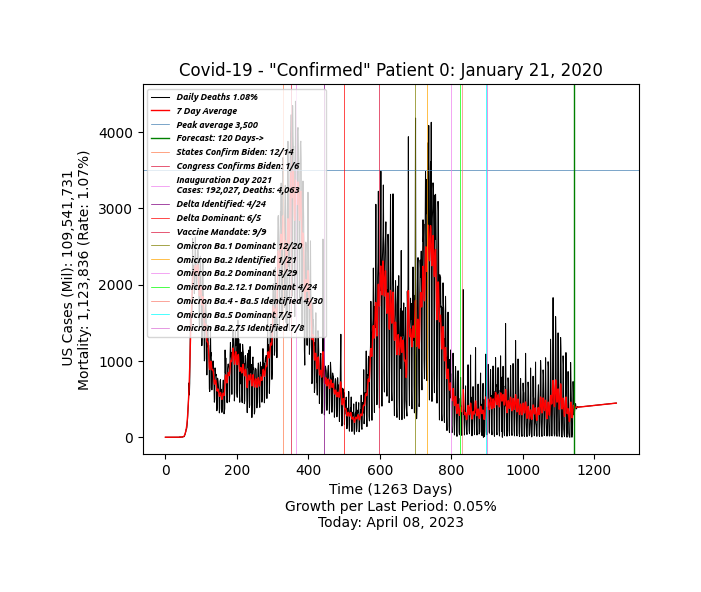 Covid-19 - "Confirmed" Patient 0: January 21, 2020
Daily Deaths 1.08%
7 Day Average
Peak average 3,500
Forecast: 120 Days->
States Confirm Biden: 12/14
Congress Confirms Biden: 1/6
Inauguration Day 2021
Cases: 192,027, Deaths: 4,063
Delta Identified: 4/24
Delta Dominant: 6/5
Vaccine Mandate: 9/9
Omicron Ba.1 Dominant 12/20
Omicron Ba.2 Identified 1/21
Omicron Ba.2 Dominant 3/29
Omicron Ba.2.12.1 Dominant 4/24
Omicron Ba.4 - Ba.5 Identified 4/30
Omicron Ba.5 Dominant 7/5
Omicron Ba.2.75 Identified 7/8
4000
3000
2000
1000
0
US Cases (Mil): 109,541,731
Mortality: 1,123,836 (Rate: 1.07%)
0 200 400 600 800 1000 1200
Time (1263 Days)
Growth per Last Period: 0.05%
Today: April 08, 2023